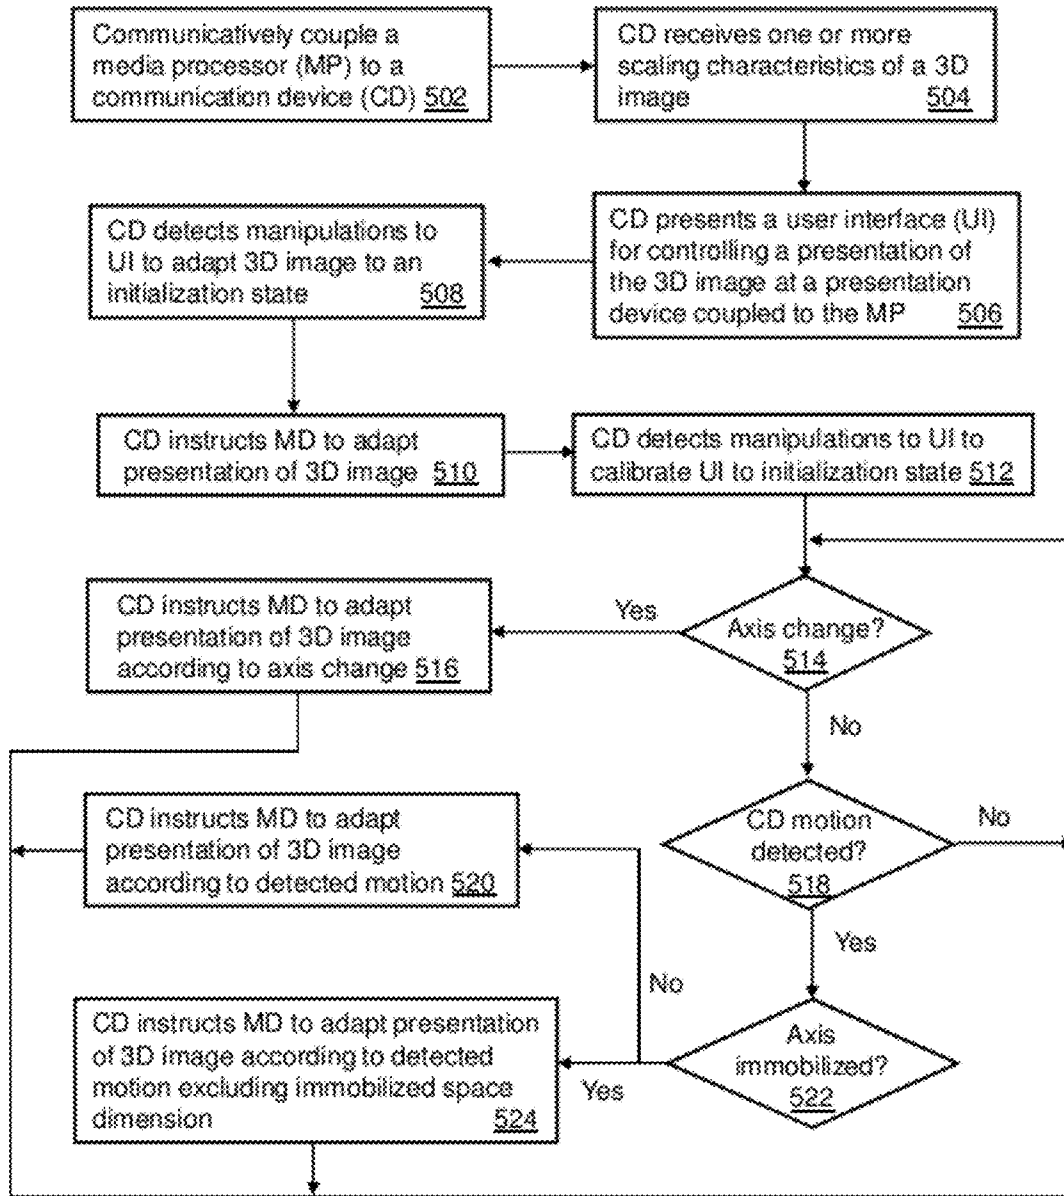 Communicatively couple a
media processor (MP) to a
communication device (CD) 502
CD receives one or more
scaling characteristics of a 3D
image 504
CD presents a user interface (UI)
for controlling a presentation of
the 3D image at a presentation
device coupled to the MP 506
CD detects manipulations to
UI to adapt 3D image to an
initialization state 508
CD instructs MD to adapt
presentation of 3D image 510
CD detects manipulations to UI to
calibrate UI to initialization state 512
Axis change?
514
Yes
CD instructs MD to adapt
presentation of 3D image
according to axis change 516
No
CD motion
detected?
518
No
CD instructs MD to adapt
presentation of 3D image
according to detected motion 520
Yes
No
Axis
immobilized?
522
Yes
CD instructs MD to adapt presentation
of 3D image according to detected
motion excluding immobilized space
dimension 524